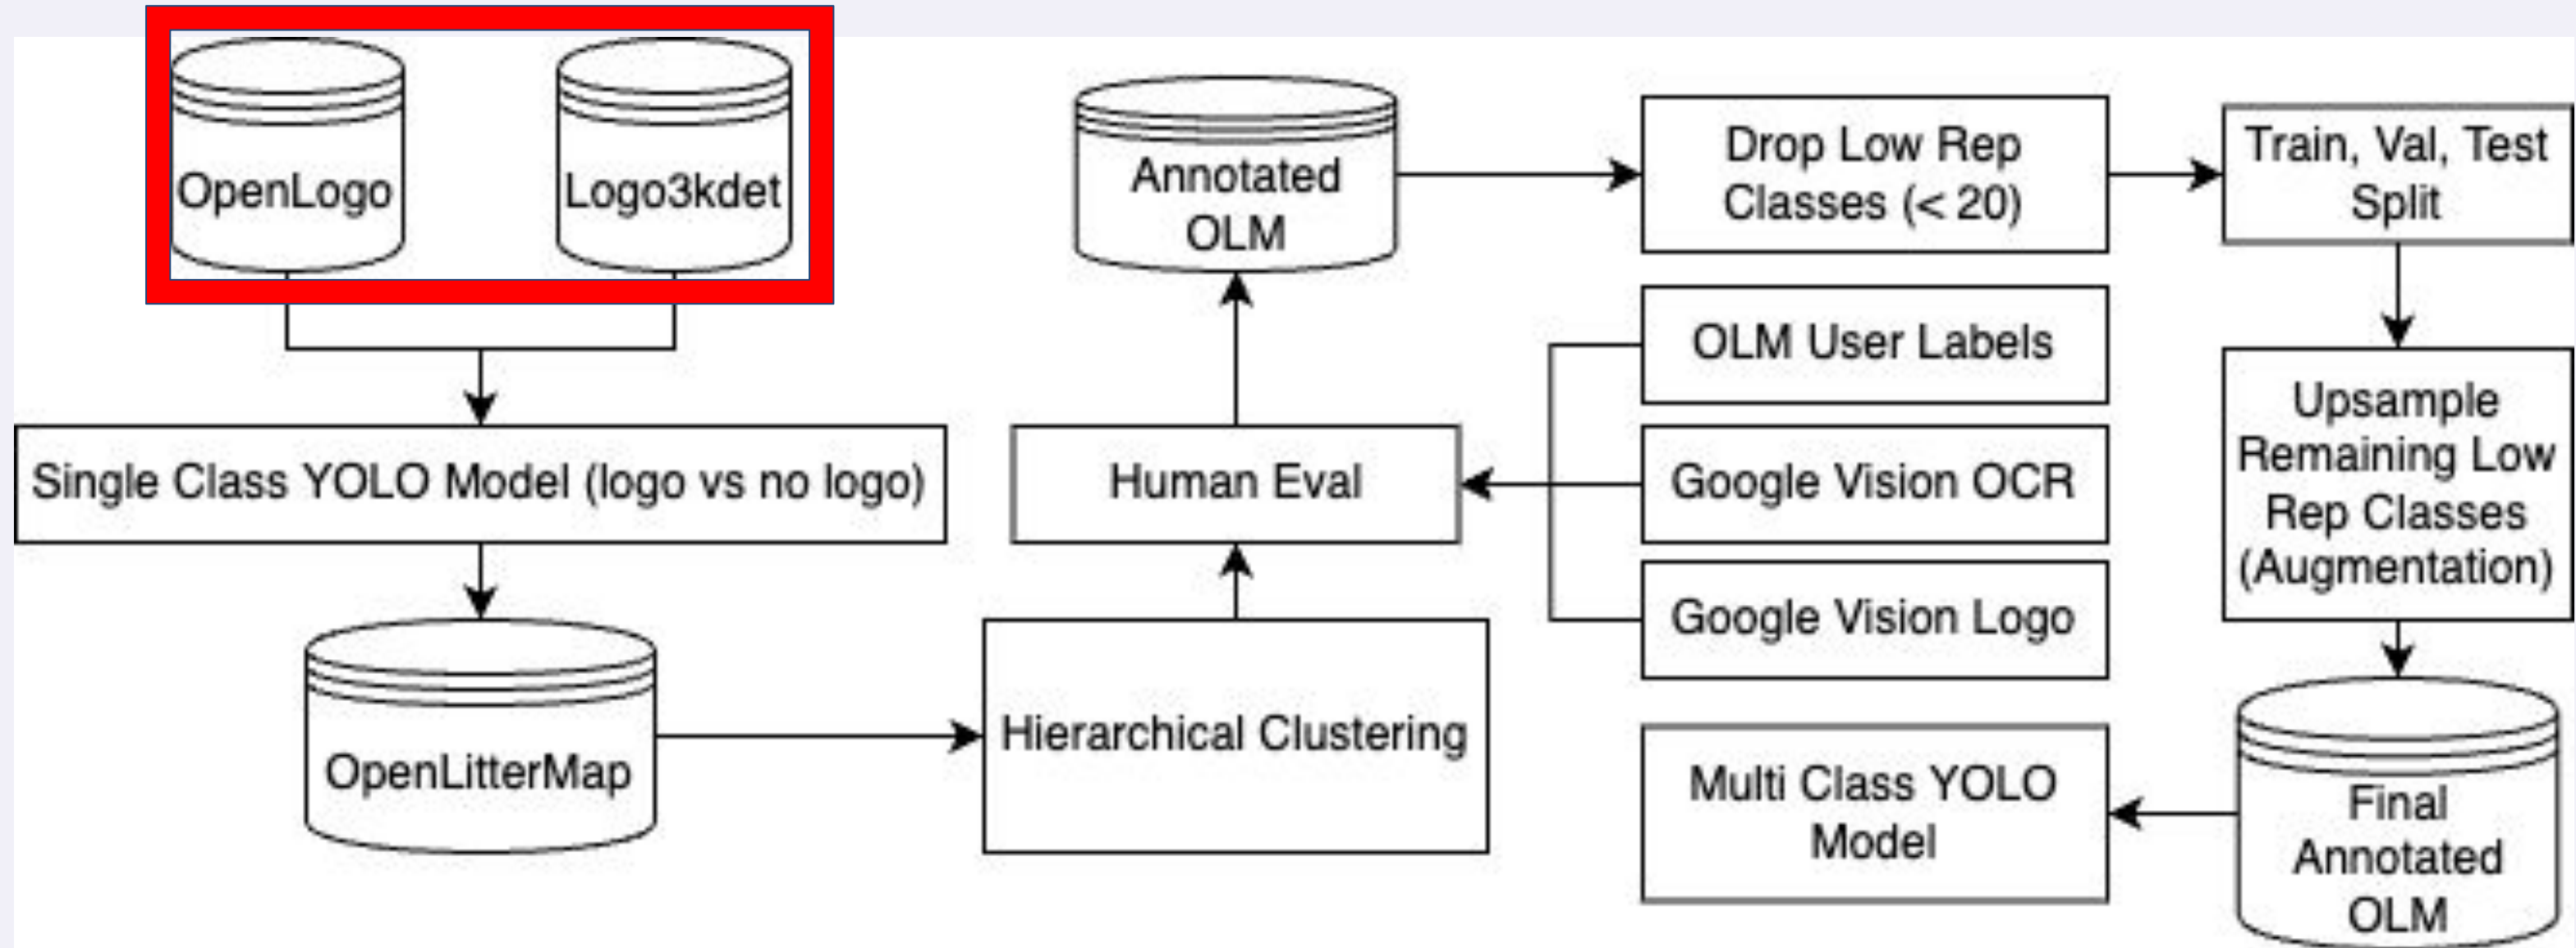 OpenLogo
Logo3kdet
Single Class YOLO Model (logo vs no logo)
OpenLitterMap
Hierarchical Clustering
Human Eval
OLM User Labels
Google Vision OCR
Google Vision Logo
Annotated
OLM
Drop Low Rep
Classes (< 20)
Train, Val, Test
Split
Upsample
Remaining Low
Rep Classes
(Augmentation)
Final
Annotated
OLM
Multi Class YOLO
Model